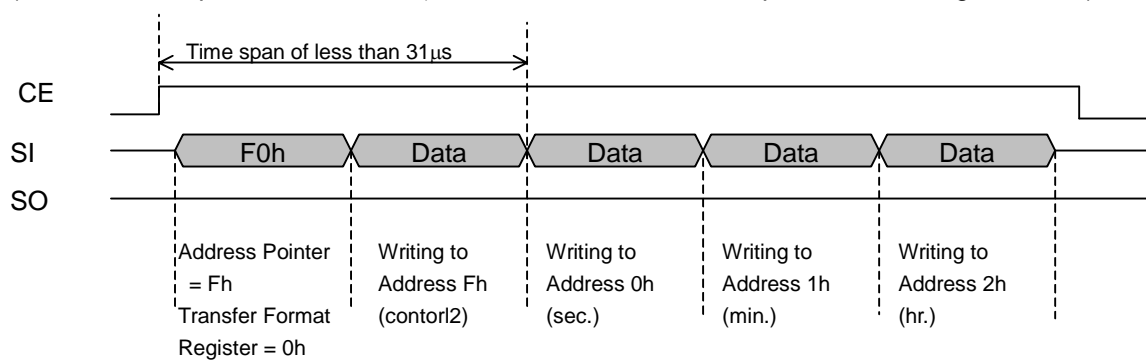 Time span of less than 31μs
CE
SI
F0h Data Data Data Data
SO
Address Pointer
= Fh
Transfer Format
Register = 0h
Writing to
Address Fh
(contorl2)
Writing to
Address 0h
(sec.)
Writing to
Address 1h
(min.)
Writing to
Address 2h
(hr.)